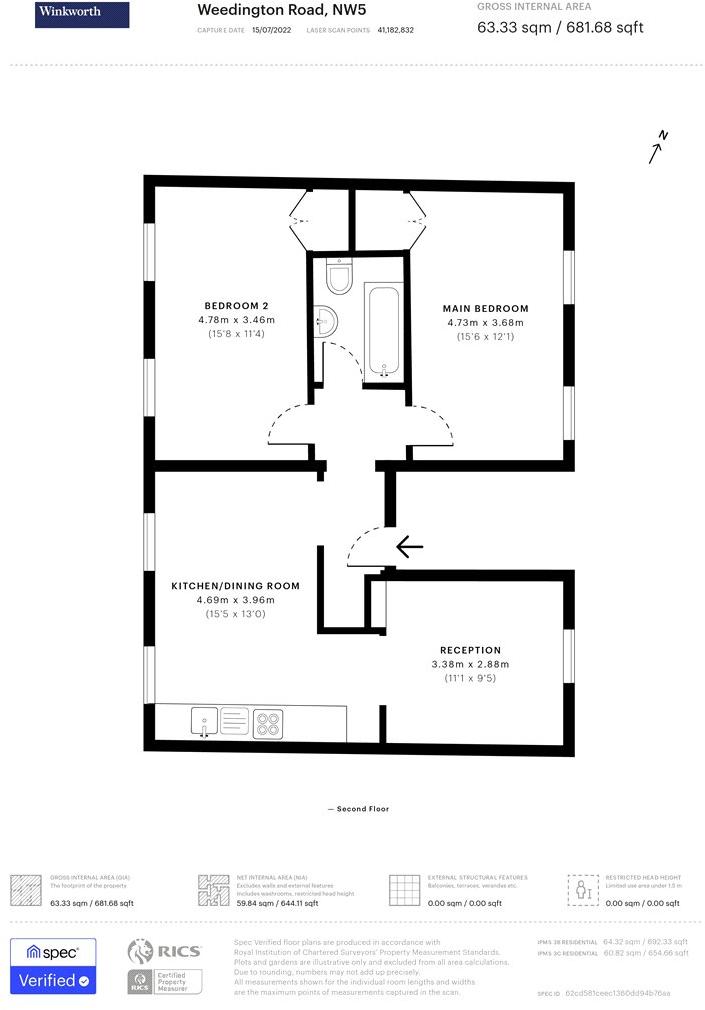 Winkworth
Weedington Road, NW5
CAPTURE DATE 15/07/2022 LASER SCAN POINTS 41,182,832
GROSS INTERNAL AREA
63.33 sqm / 681.68 sqft
N
BEDROOM 2
4.78m x 3.46m
(15'8 x 11'4)
MAIN BEDROOM
4.73m x 3.68m
(15'6 x 12'1)
KITCHEN/DINING ROOM
4.69m x 3.96m
(15'5 x 13'0)
RECEPTION
3.38m x 2.88m
(11'1 x 9'5)
— Second Floor
GROSS INTERNAL AREA (GIA)
The footprint of the property
63.33 sqm / 681.68 sqft
NET INTERNAL AREA (NIA)
Excludes walls and external features
Includes washrooms, restricted head height
59.84 sqm / 644.11 sqft
EXTERNAL STRUCTURAL FEATURES
Balconies, terraces, verandas etc.
0.00 sqm / 0.00 sqft
RESTRICTED HEAD HEIGHT
Limited use area under 1.5 m
0.00 sqm / 0.00 sqft
spec
Verified
RICS
RICS
Certified
Property
Measurer
Spec Verified floor plans are produced in accordance with
Royal Institution of Chartered Surveyors' Property Measurement Standards.
Plots and gardens are illustrative only and excluded from all area calculations.
Due to rounding, numbers may not add up precisely.
All measurements shown for the individual room lengths and widths
are the maximum points of measurements captured in the scan.
IPMS 3B RESIDENTIAL 64.32 sqm / 692.33 sqft
IPMS 3C RESIDENTIAL 60.82 sqm / 654.66 sqft
SPEC ID 62cd581ceec1360dd94b76aa